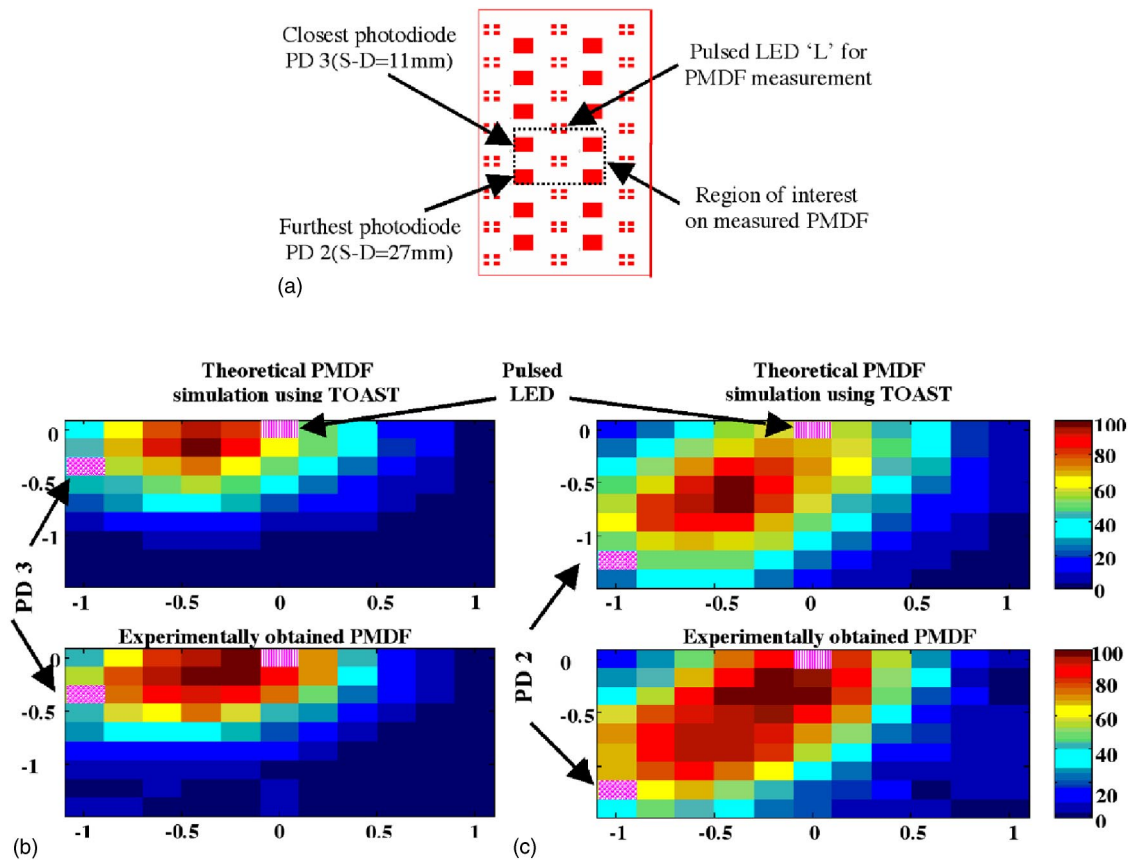 Closest photodiode
PD 3(S-D=11mm)
Pulsed LED ‘L’ for
PMDF measurement
Furthest photodiode
PD 2(S-D=27mm)
Region of interest
on measured PMDF
(a)
Theoretical PMDF
simulation using TOAST
Pulsed
LED
Theoretical PMDF
simulation using TOAST
0
-0.5
-1
-1
-0.5
0
0.5
1
PD 3
Experimentally obtained PMDF
0
-0.5
-1
-1
-0.5
0
0.5
1
(b)
0
-0.5
-1
-1
-0.5
0
0.5
1
100
80
60
40
20
0
PD 2
Experimentally obtained PMDF
0
-0.5
-1
-1
-0.5
0
0.5
1
100
80
60
40
20
0
(c)